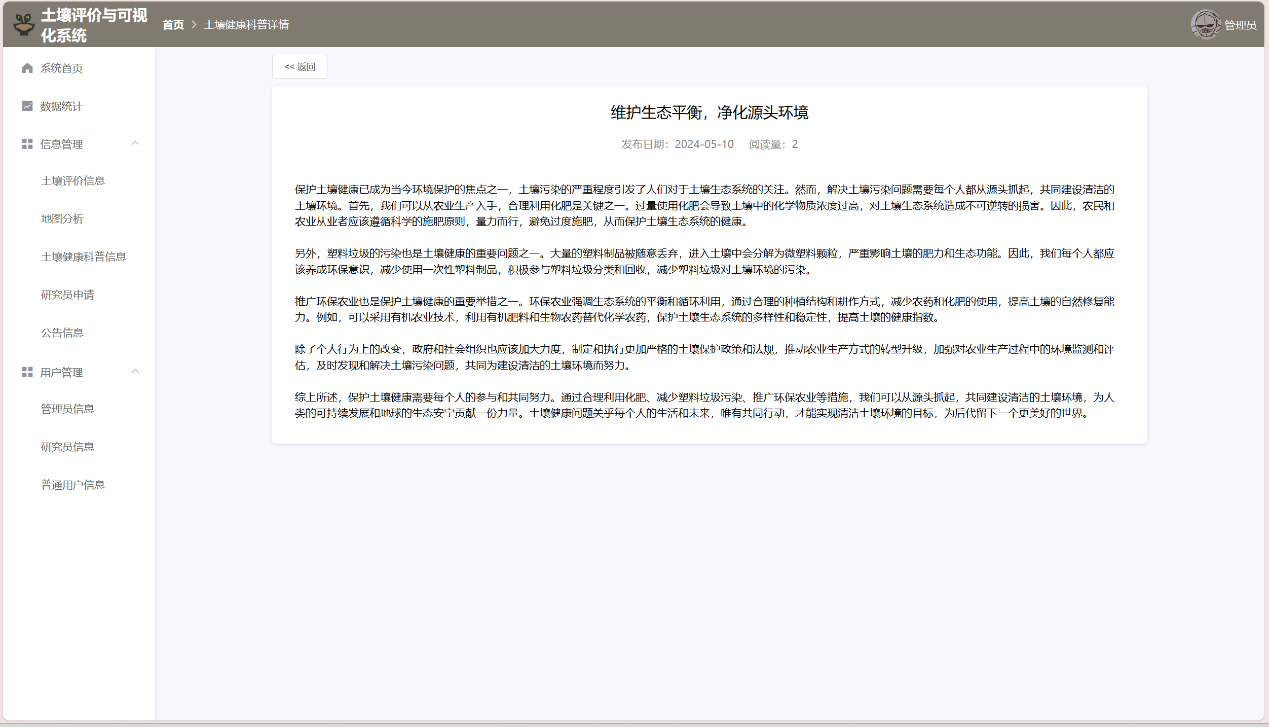 土壤评价与可视
化系统
首页 > 土壤健康科普详情
管理员
系统首页
数据统计
信息管理
土壤评价信息
地图分析
土壤健康科普信息
研究员申请
公告信息
用户管理
管理员信息
研究员信息
普通用户信息
<< 返回
维护生态平衡，净化源头环境
发布日期：2024-05-10 阅读量：2
保护土壤健康已成为当今环境保护的焦点之一，土壤污染的严重程度引发了人们对于土壤生态系统的关注。然而，解决土壤污染问题需要每个人都从源头抓起，共同建设清洁的
土壤环境。首先，我们可以从农业生产入手，合理利用化肥是关键之一。过量使用化肥会导致土壤中的化学物质浓度过高，对土壤生态系统造成不可逆转的损害。因此，农民和
农业从业者应该遵循科学的施肥原则，量力而行，避免过度施肥，从而保护土壤生态系统的健康。
另外，塑料垃圾的污染也是土壤健康的重要问题之一。大量的塑料制品被随意丢弃，进入土壤中会分解为微塑料颗粒，严重影响土壤的肥力和生态功能。因此，我们每个人都应
该养成环保意识，减少使用一次性塑料制品，积极参与塑料垃圾分类和回收，减少塑料垃圾对土壤环境的污染。
推广环保农业也是保护土壤健康的重要举措之一。环保农业强调生态系统的平衡和循环利用，通过合理的种植结构和耕作方式，减少农药和化肥的使用，提高土壤的自然修复能
力。例如，可以采用有机农业技术，利用有机肥料和生物农药替代化学农药，保护土壤生态系统的多样性和稳定性，提高土壤的健康指数。
除了个人行为上的改变，政府和社会组织也应该加大力度，制定和执行更加严格的土壤保护政策和法规，推动农业生产方式的转型升级，加强对农业生产过程中的环境监测和评
估，及时发现和解决土壤污染问题，共同为建设清洁的土壤环境而努力。
综上所述，保护土壤健康需要每个人的参与和共同努力。通过合理利用化肥、减少塑料垃圾污染、推广环保农业等措施，我们可以从源头抓起，共同建设清洁的土壤环境，为人
类的可持续发展和地球的生态安宁贡献一份力量。土壤健康问题关乎每个人的生活和未来，唯有共同行动，才能实现清洁土壤环境的目标，为后代留下一个更美好的世界。